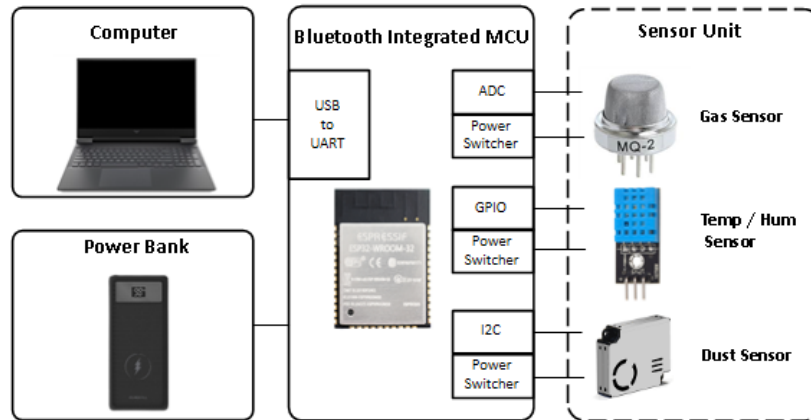 Computer
Bluetooth Integrated MCU
Sensor Unit
USB
to
UART
ADC
Power
Switcher
MQ-2
Gas Sensor
GPIO
Power
Switcher
Temp / Hum
Sensor
ESP32-WROOM-32
Power Bank
I2C
Power
Switcher
Dust Sensor